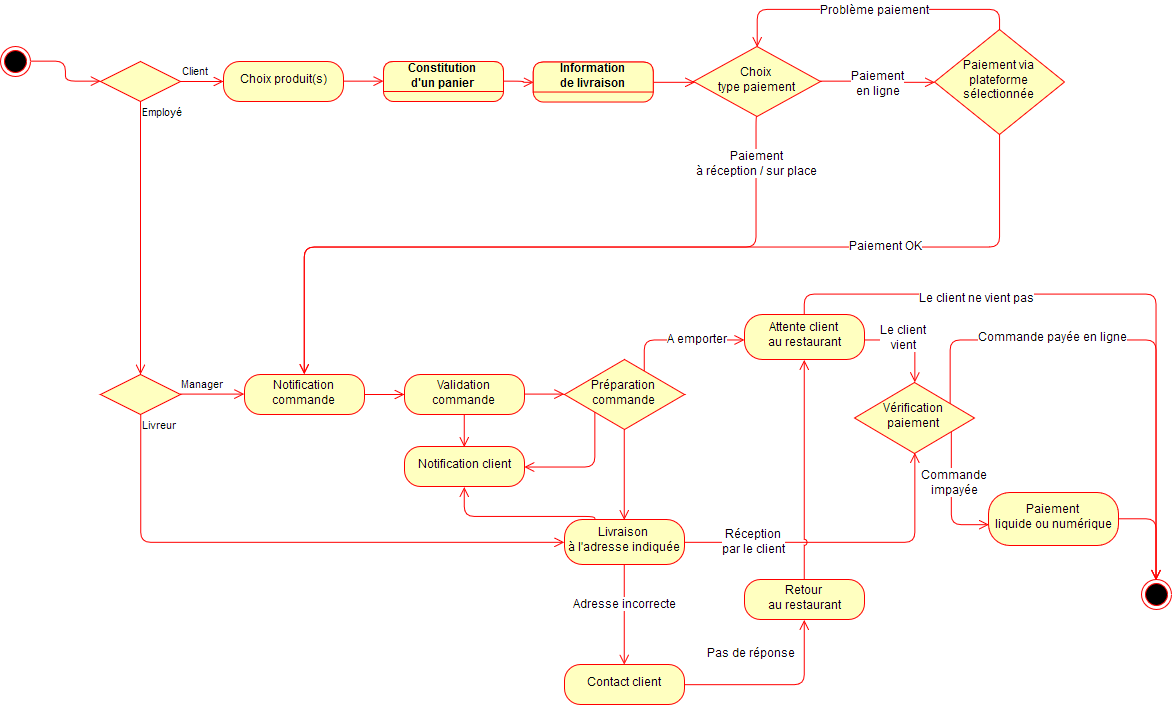 Problème paiement
Client
Choix produit(s)
Constitution
d'un panier
Information
de livraison
Choix
type paiement
Paiement
en ligne
Paiement via
plateforme
sélectionnée
Employé
Paiement
à réception / sur place
Paiement OK
Le client ne vient pas
Attente client
au restaurant
Le client
vient
Commande payée en ligne
A emporter
Manager
Notification
commande
Validation
commande
Préparation
commande
Vérification
paiement
Livreur
Notification client
Commande
impayée
Paiement
liquide ou numérique
Livraison
à l'adresse indiquée
Réception
par le client
Retour
au restaurant
Adresse incorrecte
Pas de réponse
Contact client